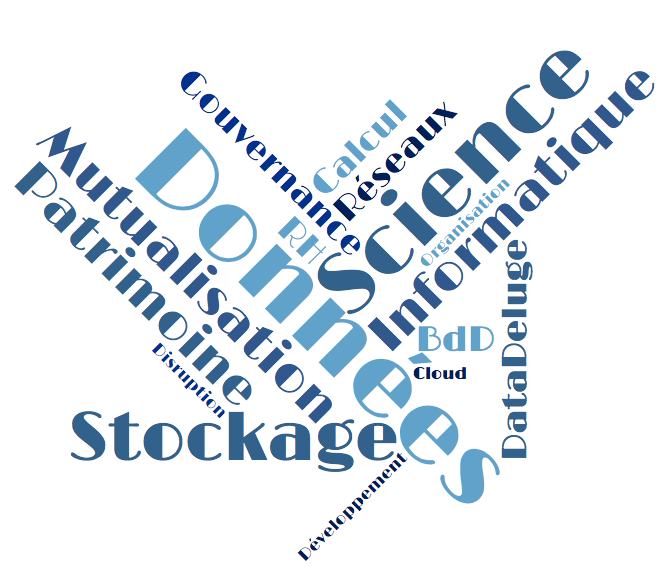 Gouvernance
Calcul
Réseaux
Science
Informatique
Organisation
Données
RH
Mutualisation
Patrimoine
Disruption
BdD
Cloud
DataDeluge
Stockage
Développement